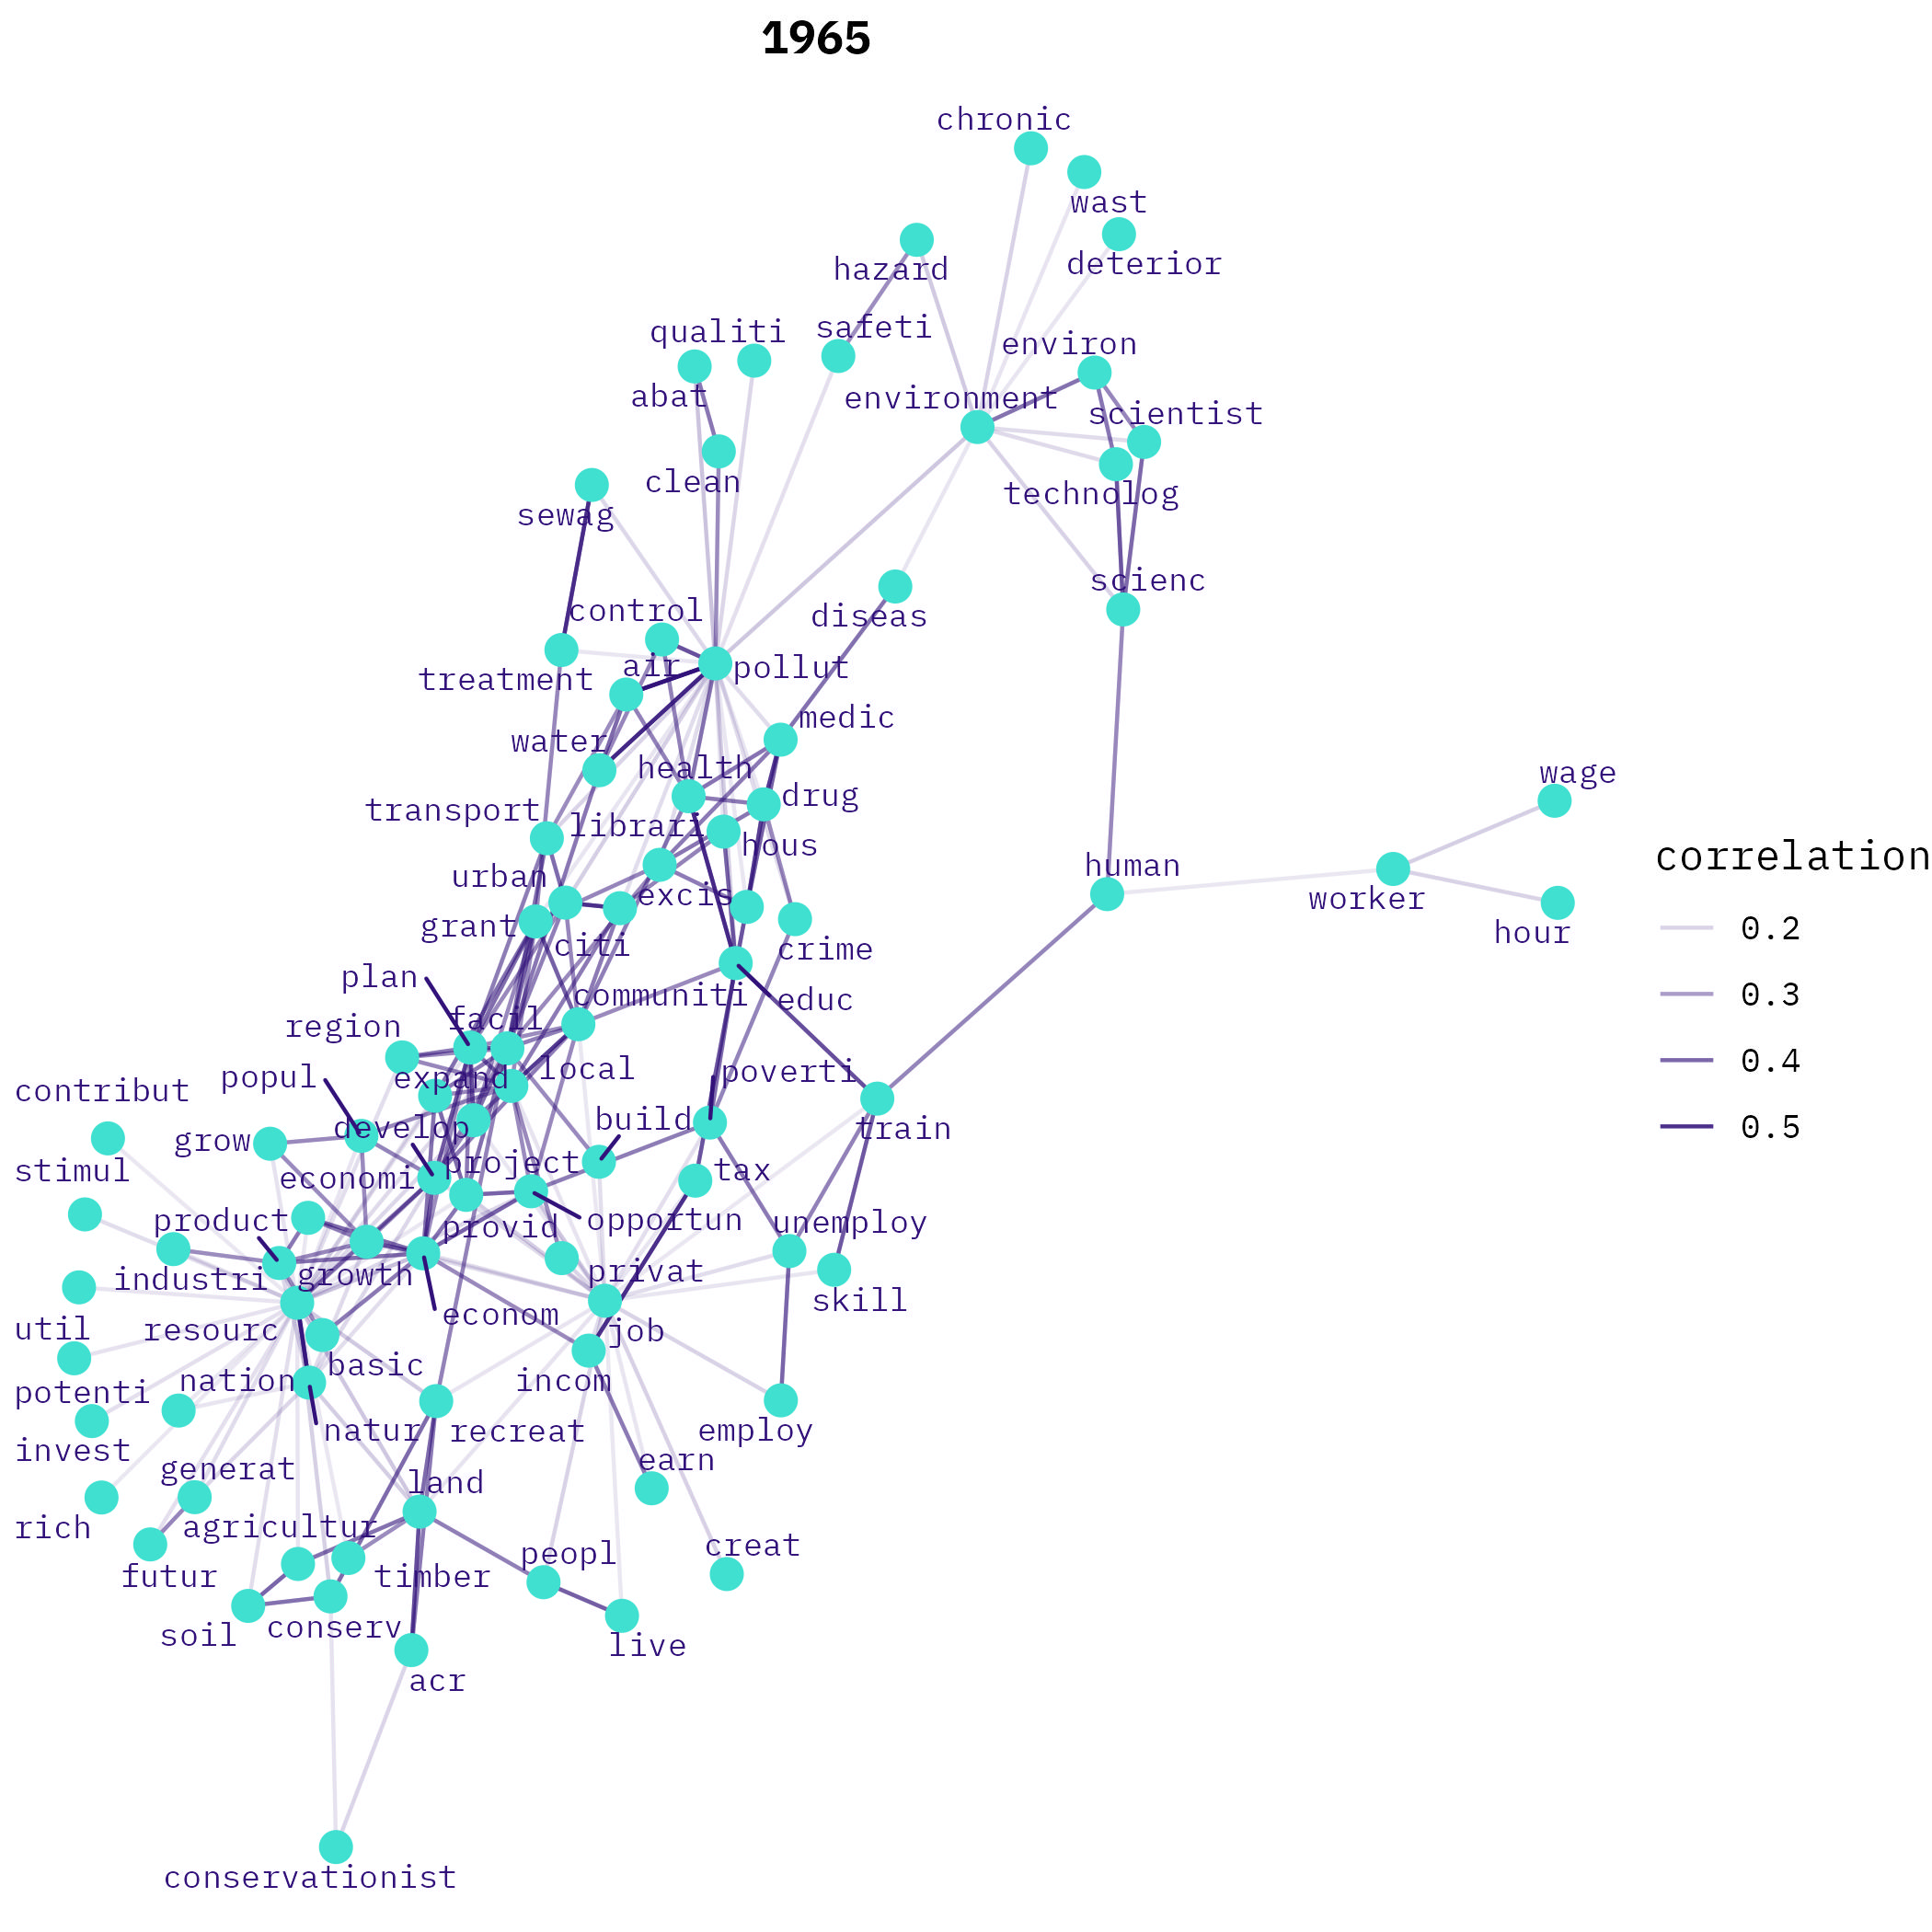 1965
chronic
wast
deterior
hazard
safeti
qualiti
environ
abat
environment
scientist
clean
technolog
sewag
scienc
control
diseas
air
pollut
treatment
medic
water
health
wage
drug
transport
librari
hous
correlation
human
urban
excis
worker
grant
citi
crime
hour
0.2
plan
communiti
educ
0.3
region
facil
local
poverti
0.4
popul
expand
contribut
build
0.5
grow
develop
train
stimul
economi
project
tax
product
provid
opportun
unemploy
industri
growth
privat
econom
skill
util
resourc
job
basic
potenti
nation
incom
natur
recreat
employ
invest
generat
earn
land
rich
agricultur
creat
peopl
futur
timber
soil
conserv
live
acr
conservationist